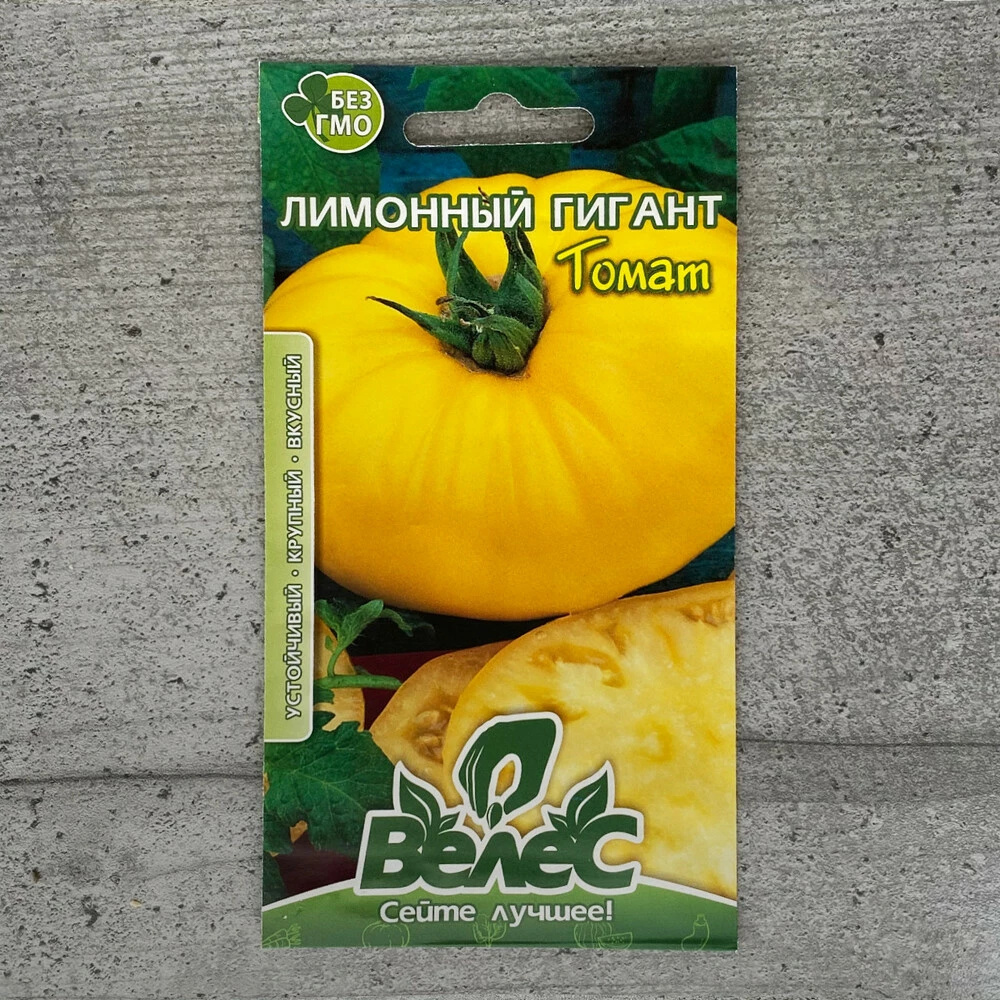 БЕЗ
ГМО
ЛИМОННЫЙ ГИГАНТ
Томат
УСТОЙЧИВЫЙ • КРУПНЫЙ • ВКУСНЫЙ
Велес
Сейте лучшее!